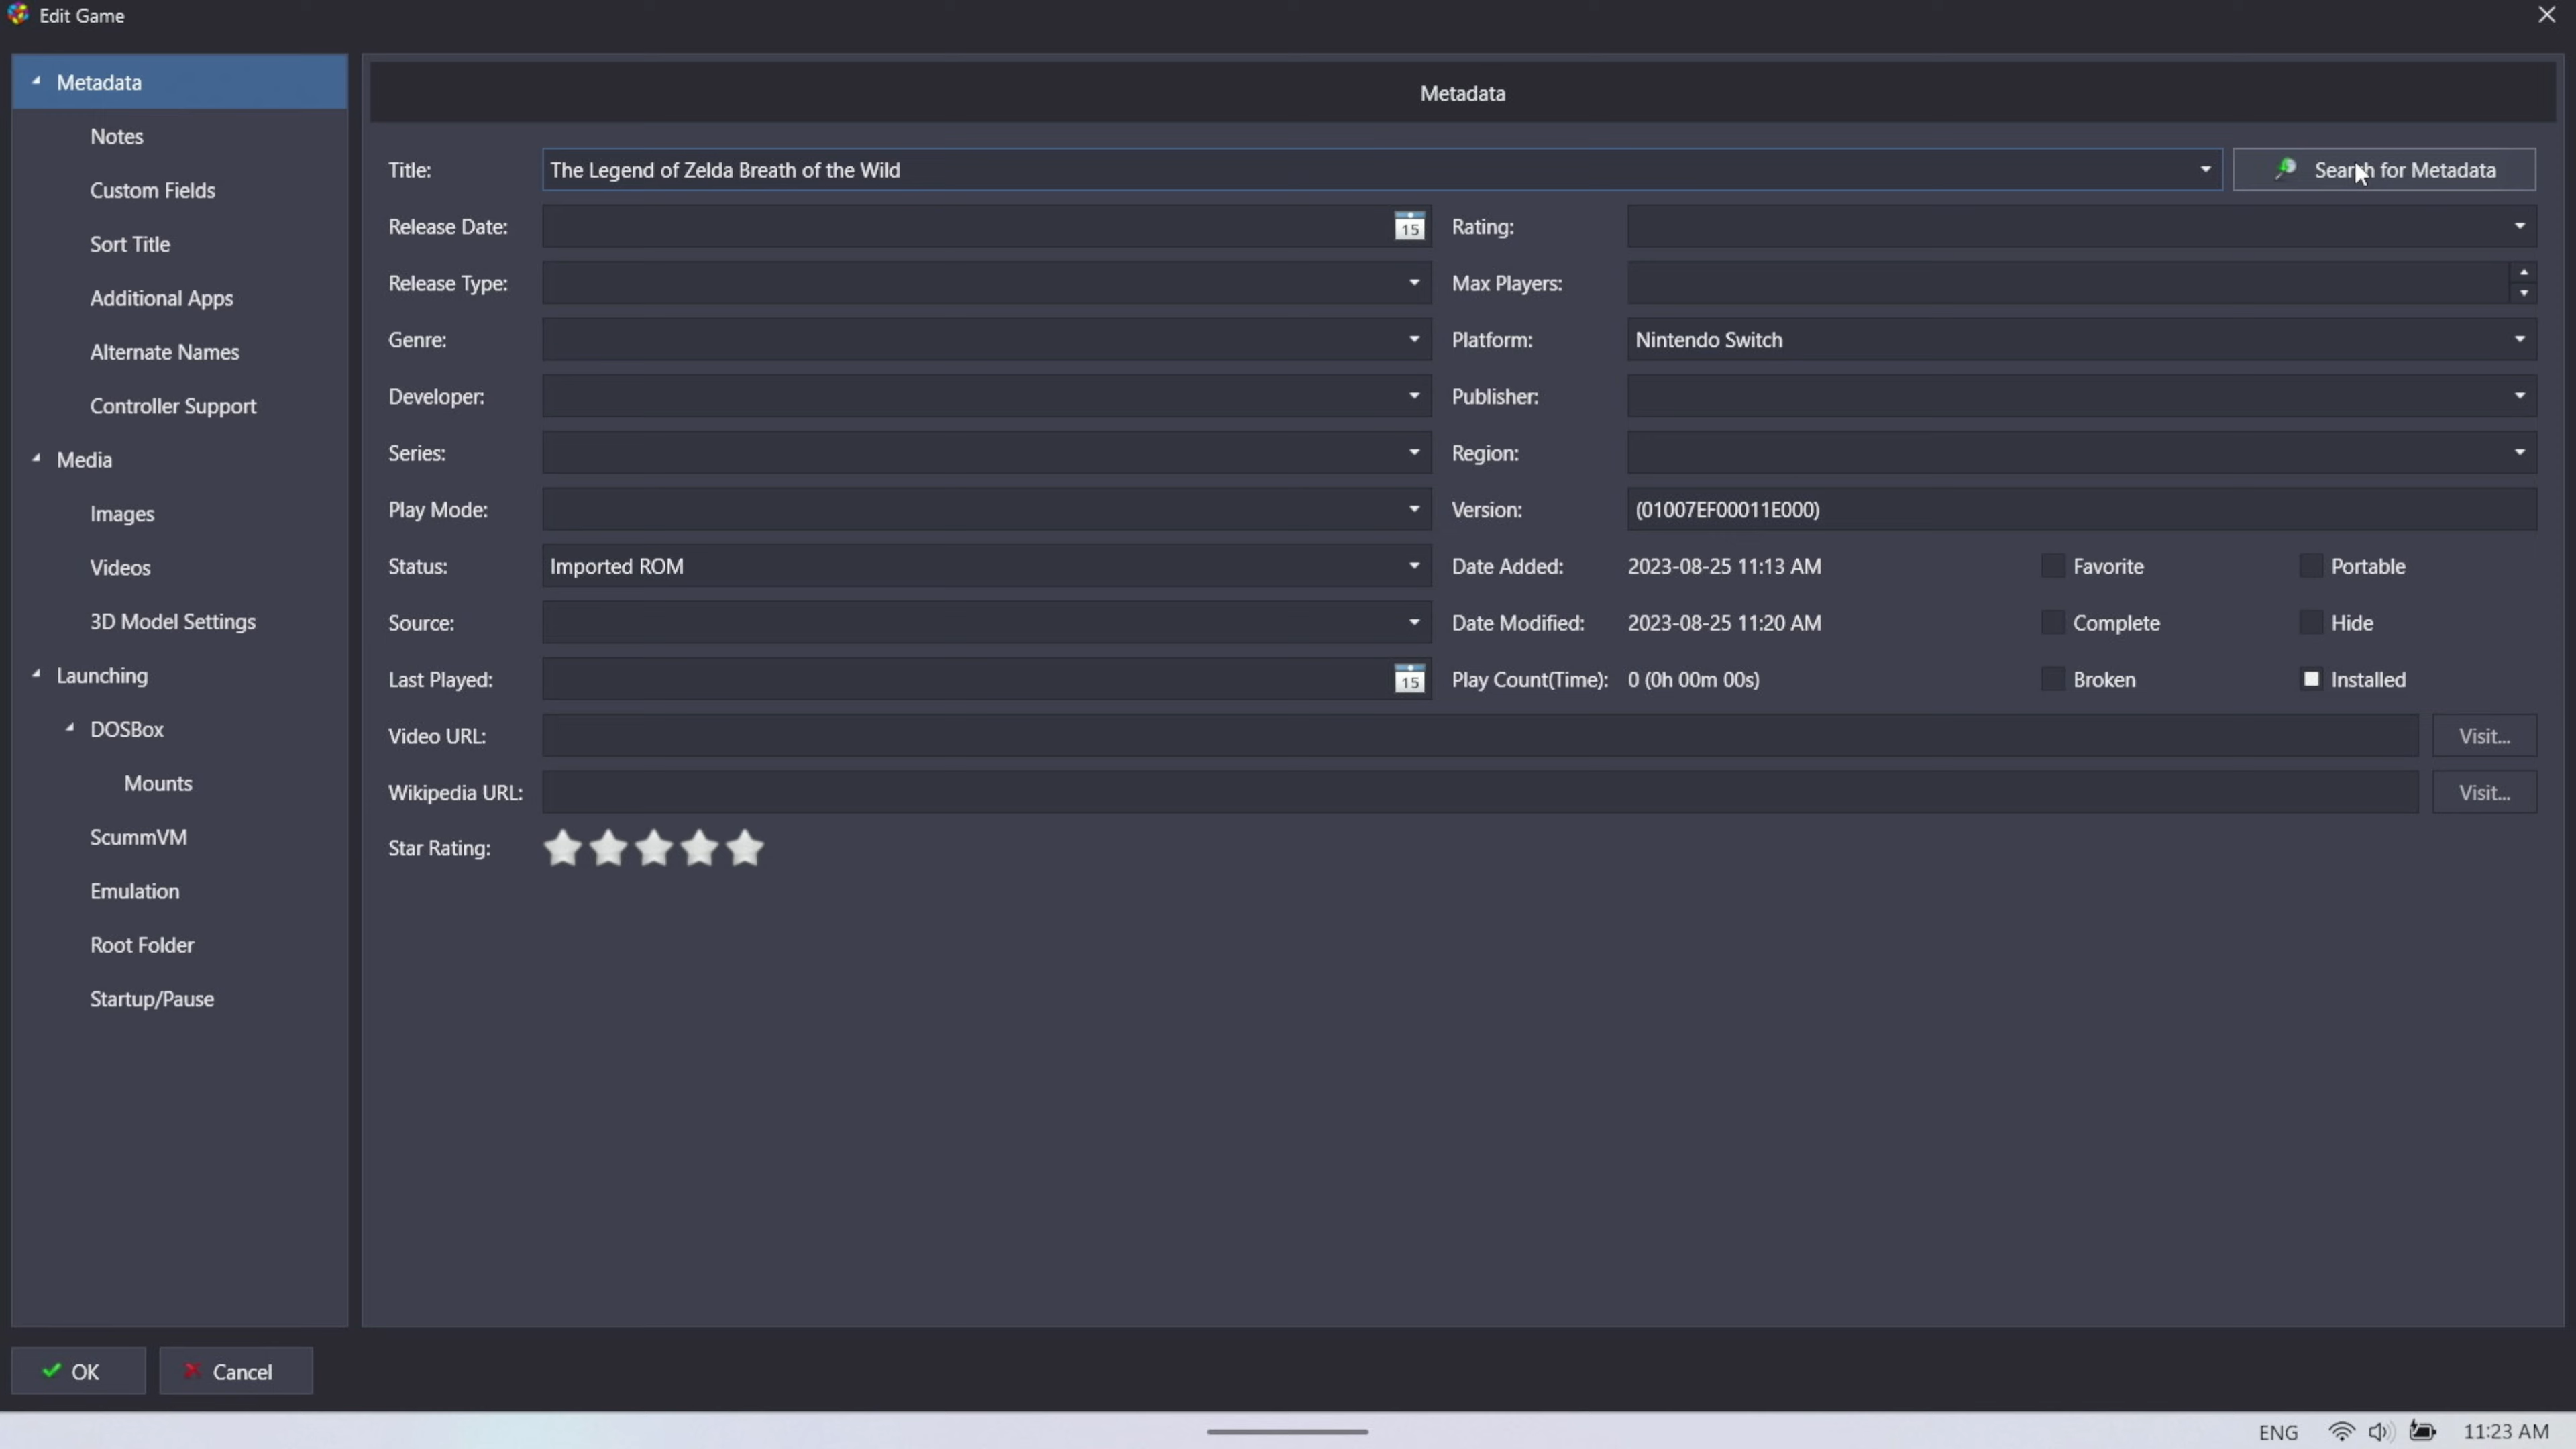 Edit Game
Metadata
Notes
Custom Fields
Sort Title
Additional Apps
Alternate Names
Controller Support
Media
Images
Videos
3D Model Settings
Launching
DOSBox
Mounts
ScummVM
Emulation
Root Folder
Startup/Pause
Metadata
Title: The Legend of Zelda Breath of the Wild Search for Metadata
Release Date: 15 Rating:
Release Type: Max Players:
Genre: Platform: Nintendo Switch
Developer: Publisher:
Series: Region:
Play Mode: Version: (01007EF00011E000)
Status: Imported ROM Date Added: 2023-08-25 11:13 AM Favorite Portable
Source: Date Modified: 2023-08-25 11:20 AM Complete Hide
Last Played: 15 Play Count(Time): 0 (0h 00m 00s) Broken Installed
Video URL: Visit...
Wikipedia URL: Visit...
Star Rating:
OK Cancel
ENG 11:23 AM